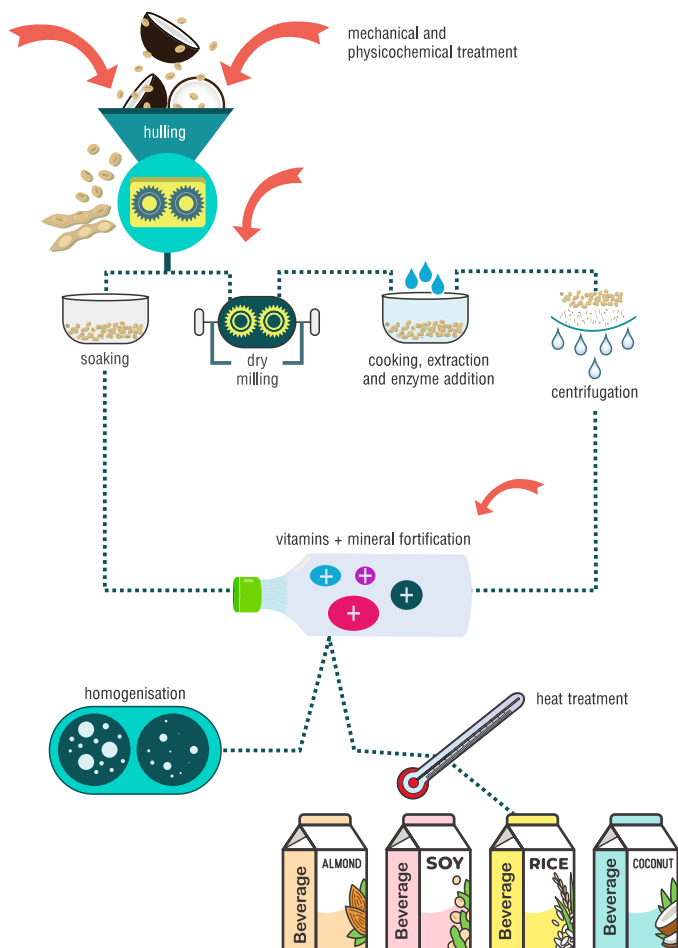 mechanical and
physicochemical treatment
hulling
soaking
dry
milling
cooking, extraction
and enzyme addition
centrifugation
vitamins + mineral fortification
homogenisation
heat treatment
ALMOND
Beverage
SOY
Beverage
RICE
Beverage
COCONUT
Beverage